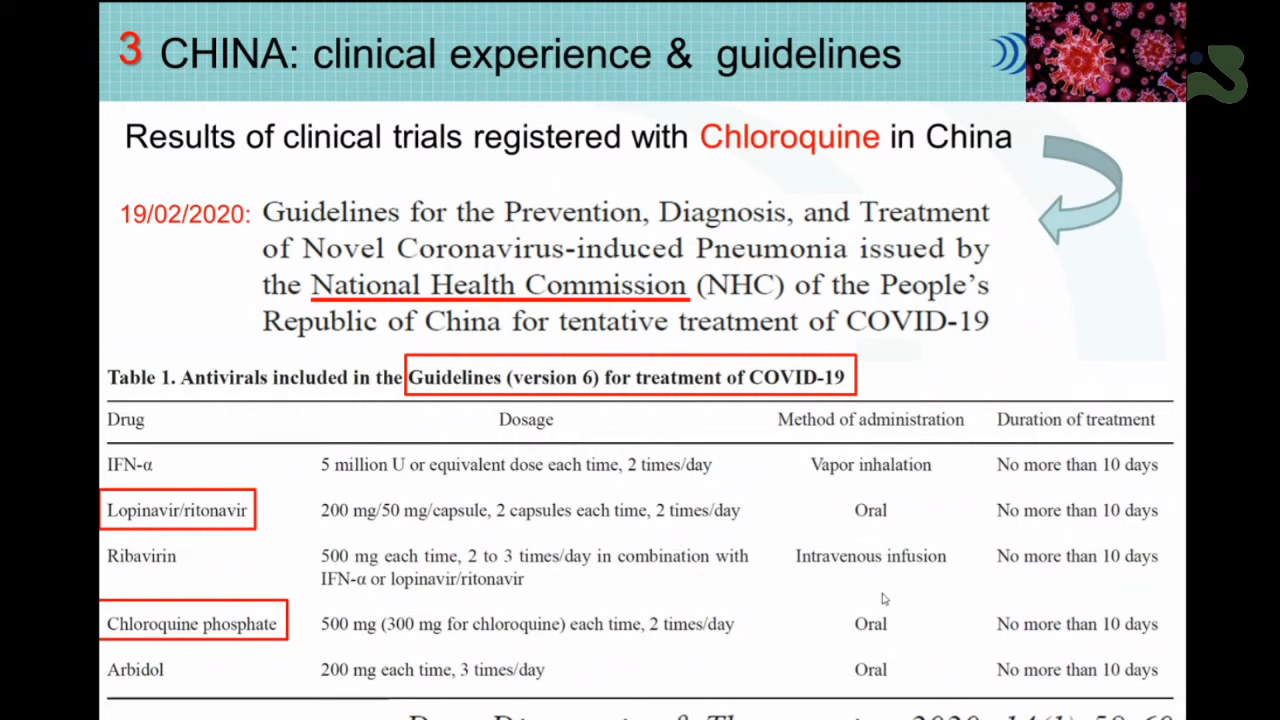 3 CHINA: clinical experience & guidelines
Results of clinical trials registered with Chloroquine in China
19/02/2020: Guidelines for the Prevention, Diagnosis, and Treatment
of Novel Coronavirus-induced Pneumonia issued by
the National Health Commission (NHC) of the People's
Republic of China for tentative treatment of COVID-19
Table 1. Antivirals included in the Guidelines (version 6) for treatment of COVID-19
Drug Dosage Method of administration Duration of treatment
IFN-α 5 million U or equivalent dose each time, 2 times/day Vapor inhalation No more than 10 days
Lopinavir/ritonavir 200 mg/50 mg/capsule, 2 capsules each time, 2 times/day Oral No more than 10 days
Ribavirin 500 mg each time, 2 to 3 times/day in combination with Intravenous infusion No more than 10 days
IFN-α or lopinavir/ritonavir
Chloroquine phosphate 500 mg (300 mg for chloroquine) each time, 2 times/day Oral No more than 10 days
Arbidol 200 mg each time, 3 times/day Oral No more than 10 days